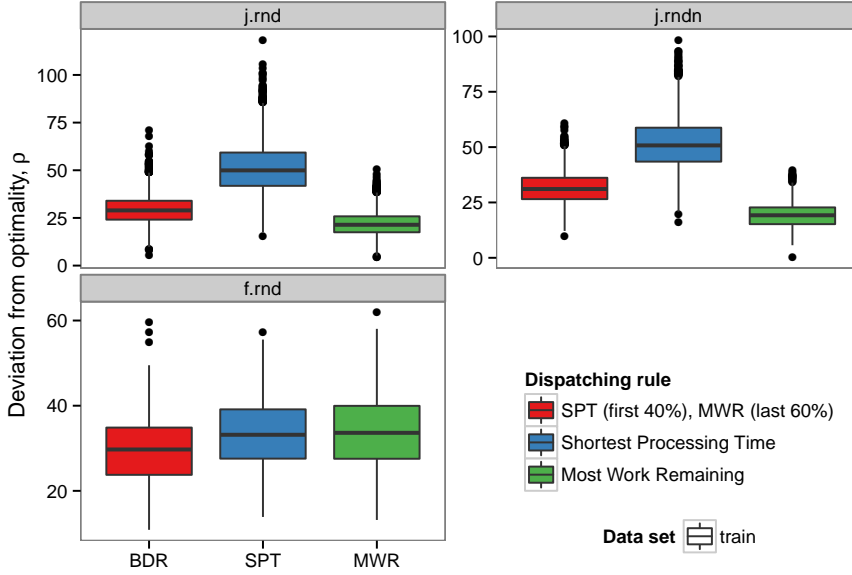 j.rnd
j.rndn
Deviation from optimality, ρ
100
75
50
25
0
100
75
50
25
0
f.rnd
60
40
20
BDR
SPT
MWR
Dispatching rule
SPT (first 40%), MWR (last 60%)
Shortest Processing Time
Most Work Remaining
Data set
train